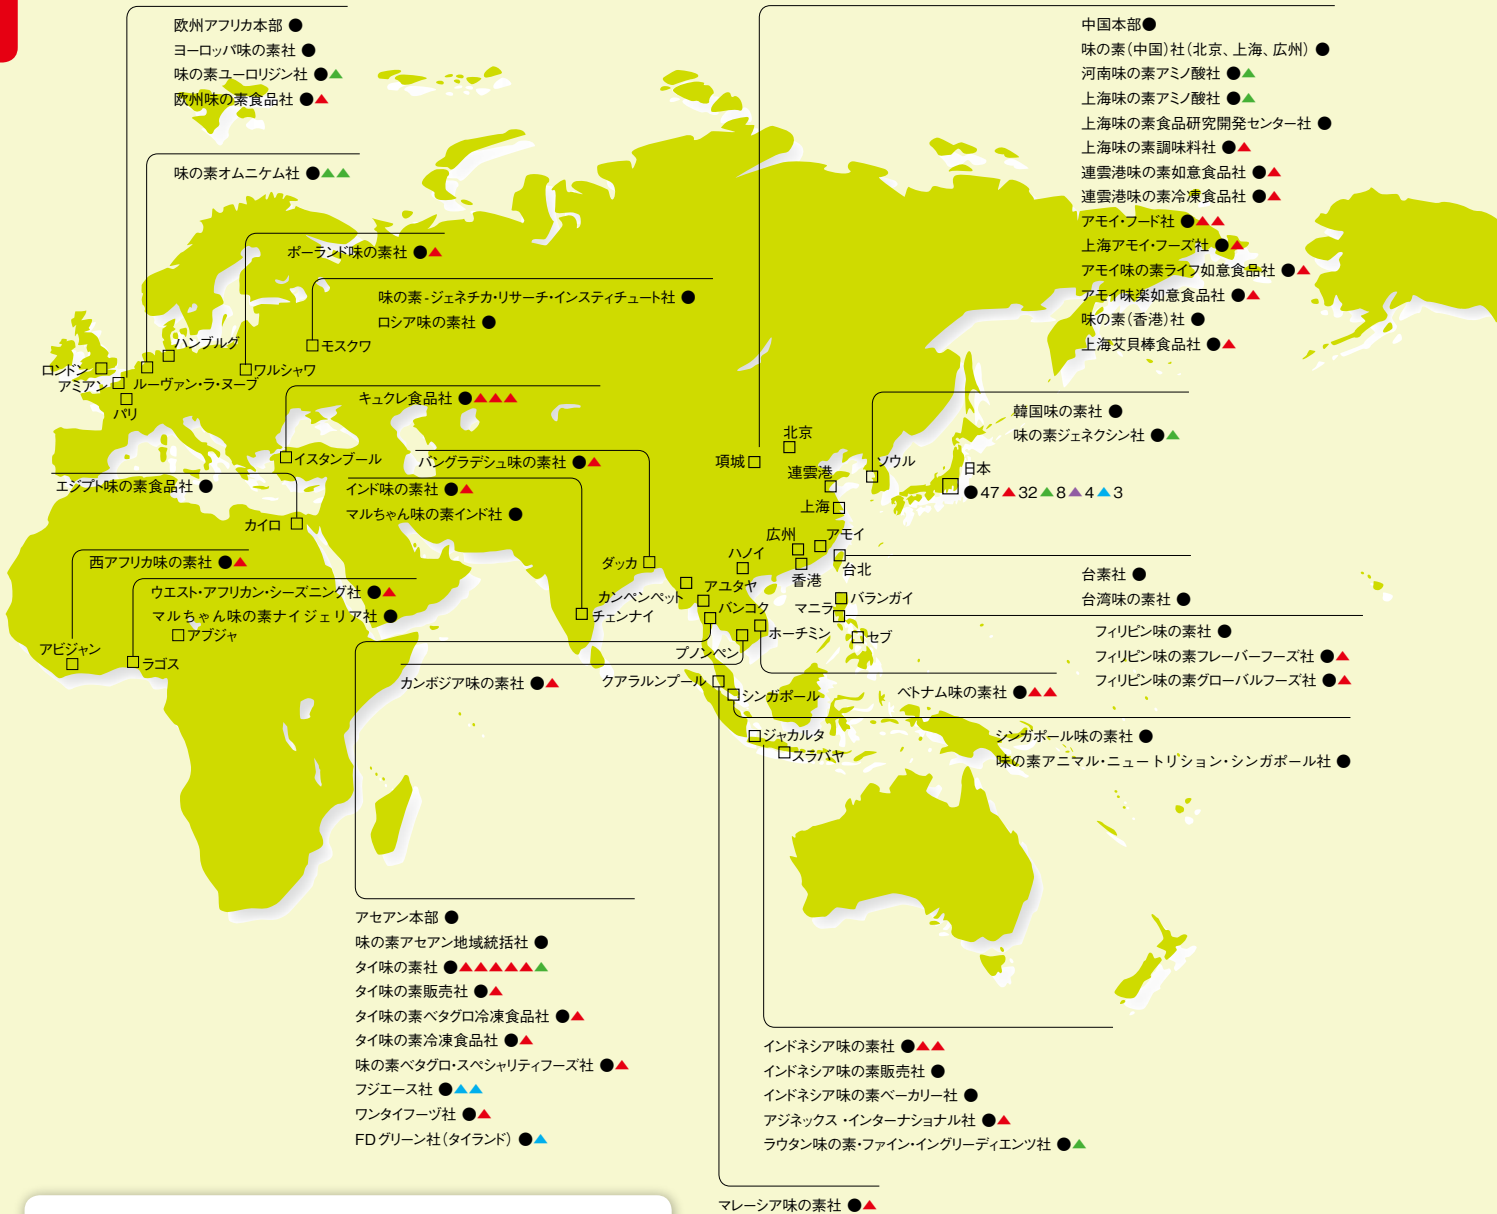 欧州アフリカ本部 ●
ヨーロッパ味の素社 ●
味の素ユーロリジン社 ●▲
欧州味の素食品社 ●▲
味の素オムニケム社 ●▲▲
ポーランド味の素社 ●▲
味の素-ジェネチカ・リサーチ・インスティチュート社 ●
ロシア味の素社 ●
中国本部●
味の素（中国）社（北京、上海、広州） ●
河南味の素アミノ酸社 ●▲
上海味の素アミノ酸社 ●▲
上海味の素食品研究開発センター社 ●
上海味の素調味料社 ●▲
連雲港味の素如意食品社 ●▲
連雲港味の素冷凍食品社 ●▲
アモイ・フード社 ●▲▲
上海アモイ・フーズ社 ●▲
アモイ味の素ライフ如意食品社 ●▲
アモイ味楽如意食品社 ●▲
味の素（香港）社 ●
上海艾貝棒食品社 ●▲
ハンブルグ
モスクワ
ロンドン
ワルシャワ
アミアン
ルーヴァン・ラ・ヌーブ
パリ
キュクレ食品社 ●▲▲▲
イスタンブール
韓国味の素社 ●
味の素ジェネクシン社 ●▲
北京
項城
連雲港
ソウル
日本
●47▲32▲8▲4▲3
上海
バングラデシュ味の素社 ●▲
エジプト味の素食品社 ●
インド味の素社 ●▲
マルちゃん味の素インド社 ●
カイロ
広州
アモイ
ハノイ
台北
香港
ダッカ
西アフリカ味の素社 ●▲
ウエスト・アフリカン・シーズニング社 ●▲
マルちゃん味の素ナイジェリア社 ●
アブジャ
アビジャン
ラゴス
カンペンペット
アユタヤ
バンコク
チェンナイ
マニラ
バランガイ
ホーチミン
セブ
プノンペン
台素社 ●
台湾味の素社 ●
フィリピン味の素社 ●
フィリピン味の素フレーバーフーズ社 ●▲
フィリピン味の素グローバルフーズ社 ●▲
カンボジア味の素社 ●▲
クアラルンプール
シンガポール
ベトナム味の素社 ●▲▲
ジャカルタ
スラバヤ
シンガポール味の素社 ●
味の素アニマル・ニュートリション・シンガポール社 ●
アセアン本部 ●
味の素アセアン地域統括社 ●
タイ味の素社 ●▲▲▲▲▲▲
タイ味の素販売社 ●▲
タイ味の素ベタグロ冷凍食品社 ●▲
タイ味の素冷凍食品社 ●▲
味の素ベタグロ・スペシャリティフーズ社 ●▲
フジエース社 ●▲▲
ワンタイフーヅ社 ●▲
FDグリーン社（タイランド） ●▲
インドネシア味の素社 ●▲▲
インドネシア味の素販売社 ●
インドネシア味の素ベーカリー社 ●
アジネックス・インターナショナル社 ●▲
ラウタン味の素・ファイン・イングリーディエンツ社 ●▲
マレーシア味の素社 ●▲